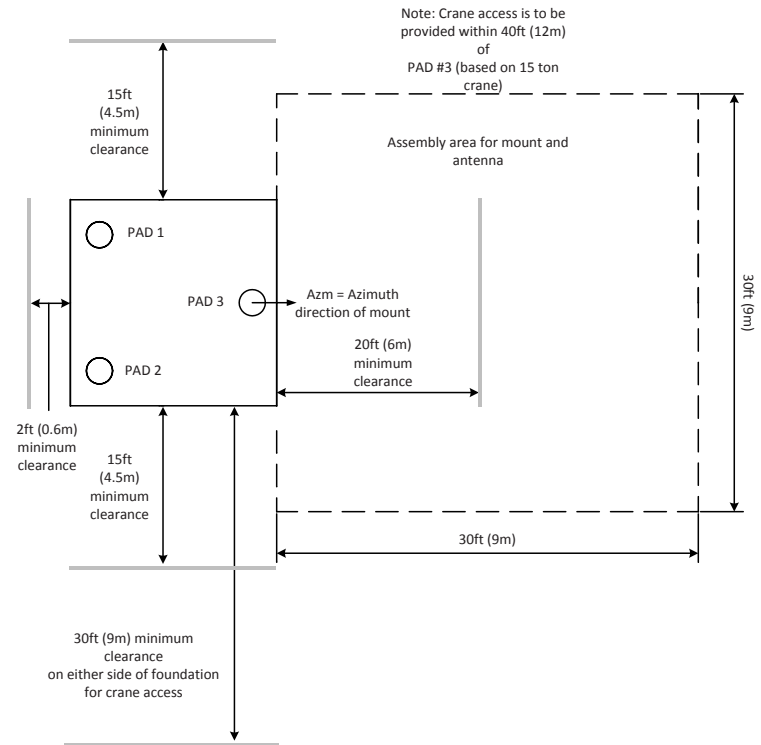 Note: Crane access is to be
provided within 40ft (12m)
of
PAD #3 (based on 15 ton
crane)
15ft
(4.5m)
minimum
clearance
Assembly area for mount and
antenna
PAD 1
PAD 3
Azm = Azimuth
direction of mount
30ft (9m)
20ft (6m)
minimum
clearance
PAD 2
2ft (0.6m)
minimum
clearance
15ft
(4.5m)
minimum
clearance
30ft (9m)
30ft (9m) minimum
clearance
on either side of foundation
for crane access